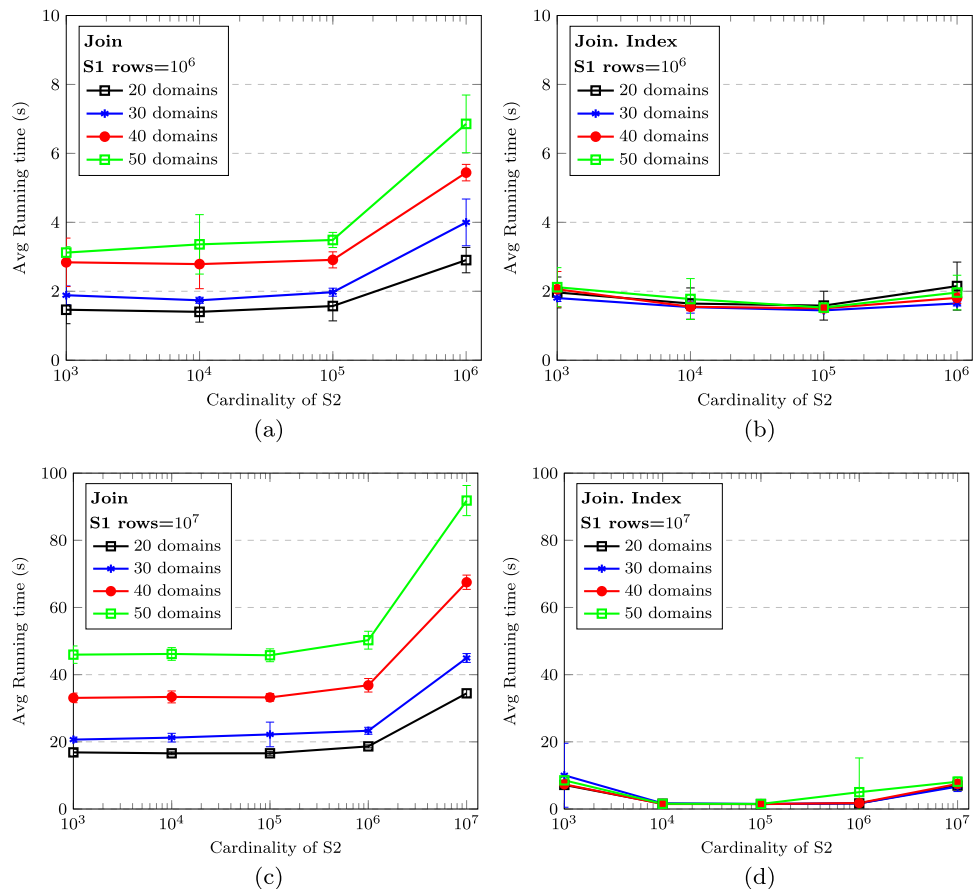 Join
S1 rows=10^6
20 domains
30 domains
40 domains
50 domains
Avg Running time (s)
10
8
6
4
2
0
10^3
10^4
10^5
10^6
Cardinality of S2
(a)
Join. Index
S1 rows=10^6
20 domains
30 domains
40 domains
50 domains
Avg Running time (s)
10
8
6
4
2
0
10^3
10^4
10^5
10^6
Cardinality of S2
(b)
Join
S1 rows=10^7
20 domains
30 domains
40 domains
50 domains
Avg Running time (s)
100
80
60
40
20
0
10^3
10^4
10^5
10^6
10^7
Cardinality of S2
(c)
Join. Index
S1 rows=10^7
20 domains
30 domains
40 domains
50 domains
Avg Running time (s)
100
80
60
40
20
0
10^3
10^4
10^5
10^6
10^7
Cardinality of S2
(d)